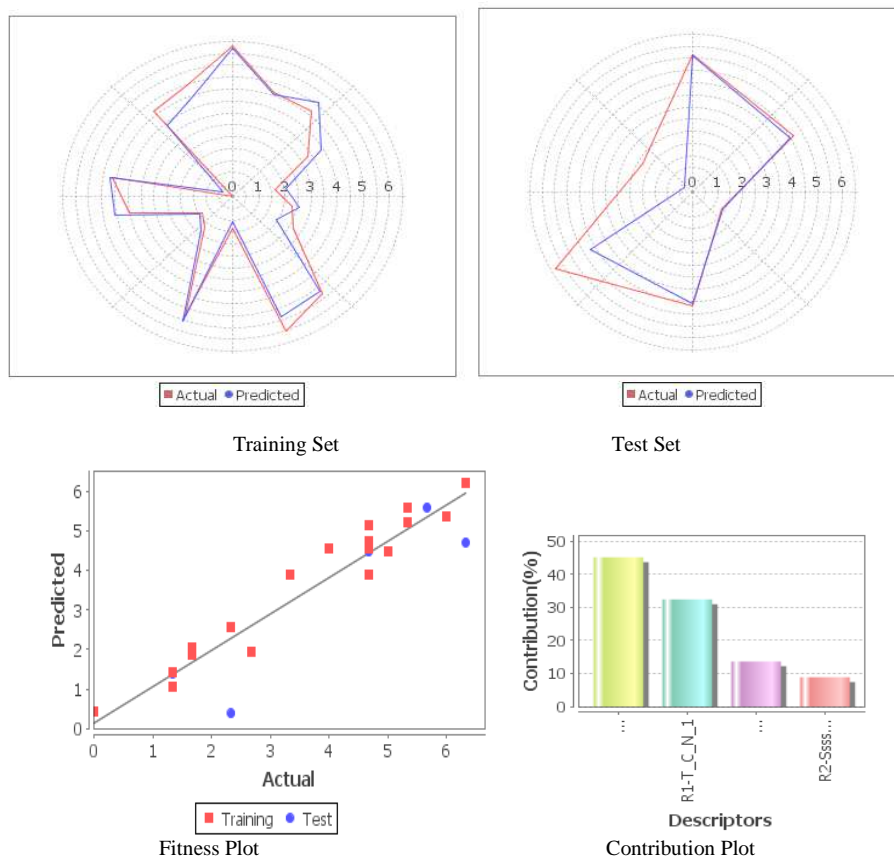 0 1 2 3 4 5 6
0 1 2 3 4 5 6
Actual Predicted
Actual Predicted
Training Set
Test Set
6
5
4
3
2
1
0
Predicted
0 1 2 3 4 5 6
Actual
Training Test
Fitness Plot
50
40
30
20
10
0
Contribution(%)
...
R1-T_C_N_1
...
R2-Ssss...
Descriptors
Contribution Plot